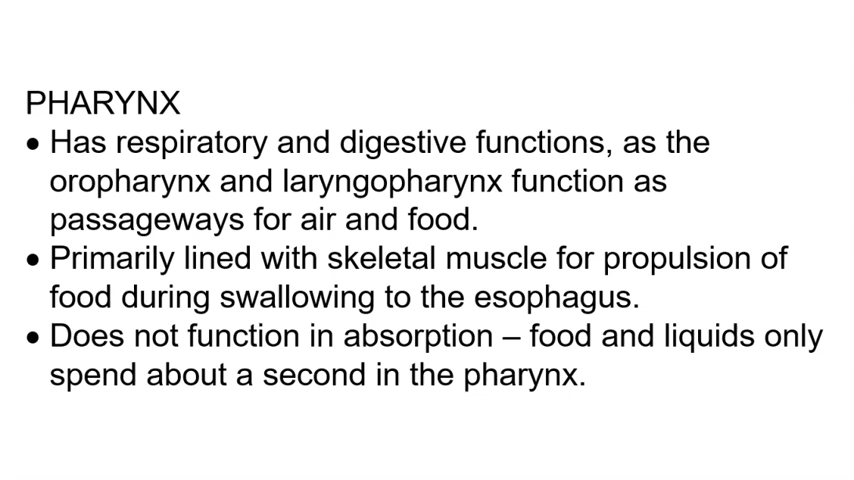 PHARYNX
• Has respiratory and digestive functions, as the
oropharynx and laryngopharynx function as
passageways for air and food.
• Primarily lined with skeletal muscle for propulsion of
food during swallowing to the esophagus.
• Does not function in absorption – food and liquids only
spend about a second in the pharynx.